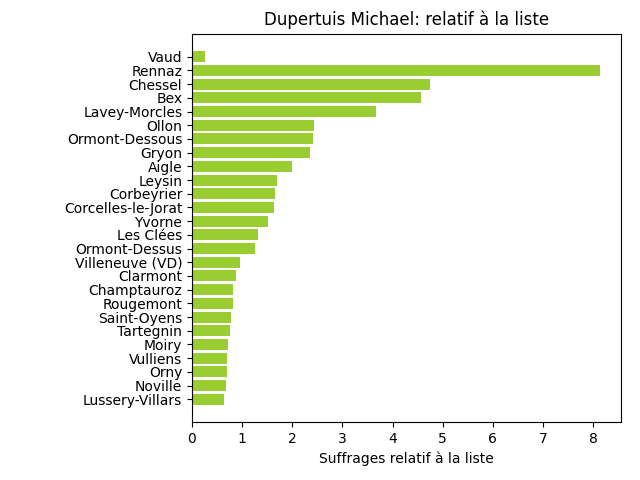 Dupertuis Michael: relatif à la liste
Vaud
Rennaz
Chessel
Bex
Lavey-Morcles
Ollon
Ormont-Dessous
Gryon
Aigle
Leysin
Corbeyrier
Corcelles-le-Jorat
Yvorne
Les Clées
Ormont-Dessus
Villeneuve (VD)
Clarmont
Champtauroz
Rougemont
Saint-Oyens
Tartegnin
Moiry
Vulliens
Orny
Noville
Lussery-Villars
0 1 2 3 4 5 6 7 8
Suffrages relatif à la liste